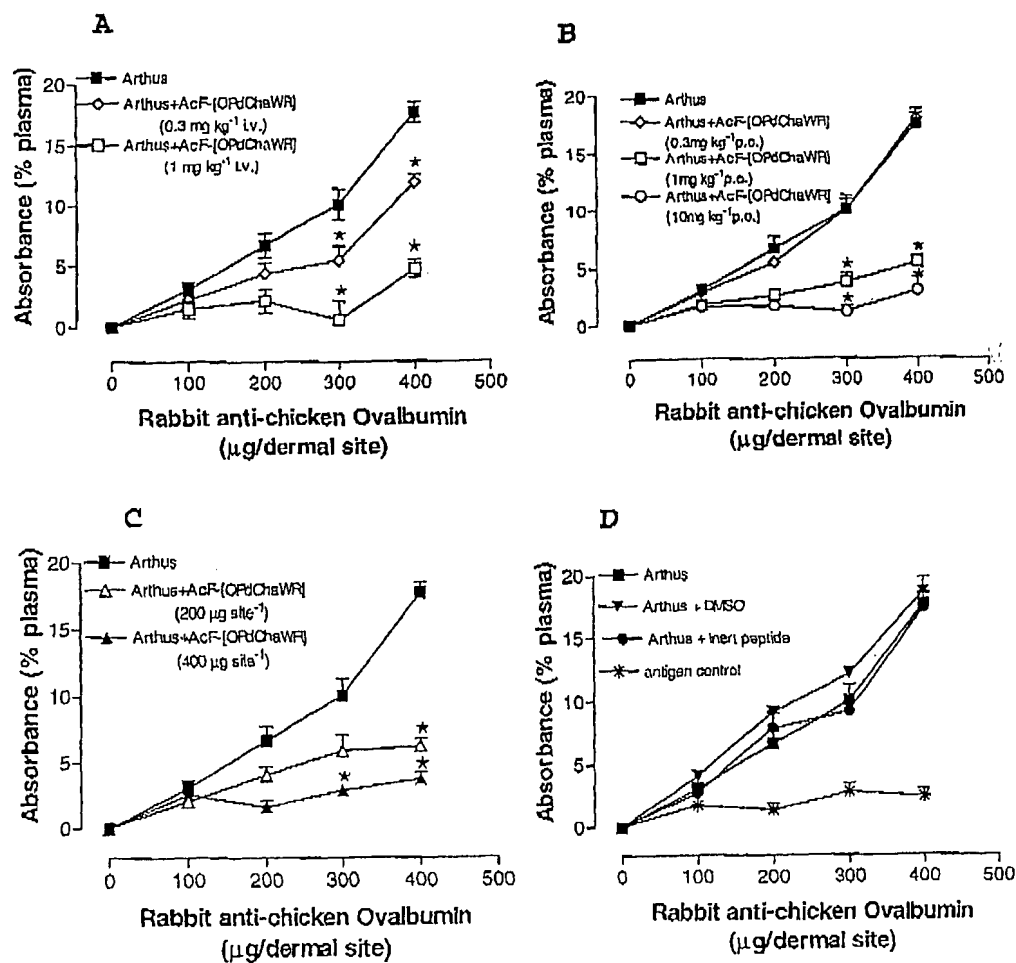 A
Absorbance (% plasma)
20
15
10
5
0
Arthus
Arthus+AcF-[OPdChaWR]
(0.3 mg kg⁻¹ i.v.)
Arthus+AcF-[OPdChaWR]
(1 mg kg⁻¹ i.v.)
* * * *
0 100 200 300 400 500
Rabbit anti-chicken Ovalbumin
(μg/dermal site)
B
Absorbance (% plasma)
20
15
10
5
0
Arthus
Arthus+AcF-[OPdChaWR]
(0.3mg kg⁻¹p.o.)
Arthus+AcF-[OPdChaWR]
(1mg kg⁻¹p.o.)
Arthus+AcF-[OPdChaWR]
(10mg kg⁻¹p.o.)
* * * *
0 100 200 300 400 500
Rabbit anti-chicken Ovalbumin
(μg/dermal site)
C
Absorbance (% plasma)
20
15
10
5
0
Arthus
Arthus+AcF-[OPdChaWR]
(200 μg site⁻¹)
Arthus+AcF-[OPdChaWR]
(400 μg site⁻¹)
* * *
0 100 200 300 400 500
Rabbit anti-chicken Ovalbumin
(μg/dermal site)
D
Absorbance (% plasma)
20
15
10
5
0
Arthus
Arthus + DMSO
Arthus + inert peptide
antigen control
0 100 200 300 400 500
Rabbit anti-chicken Ovalbumin
(μg/dermal site)